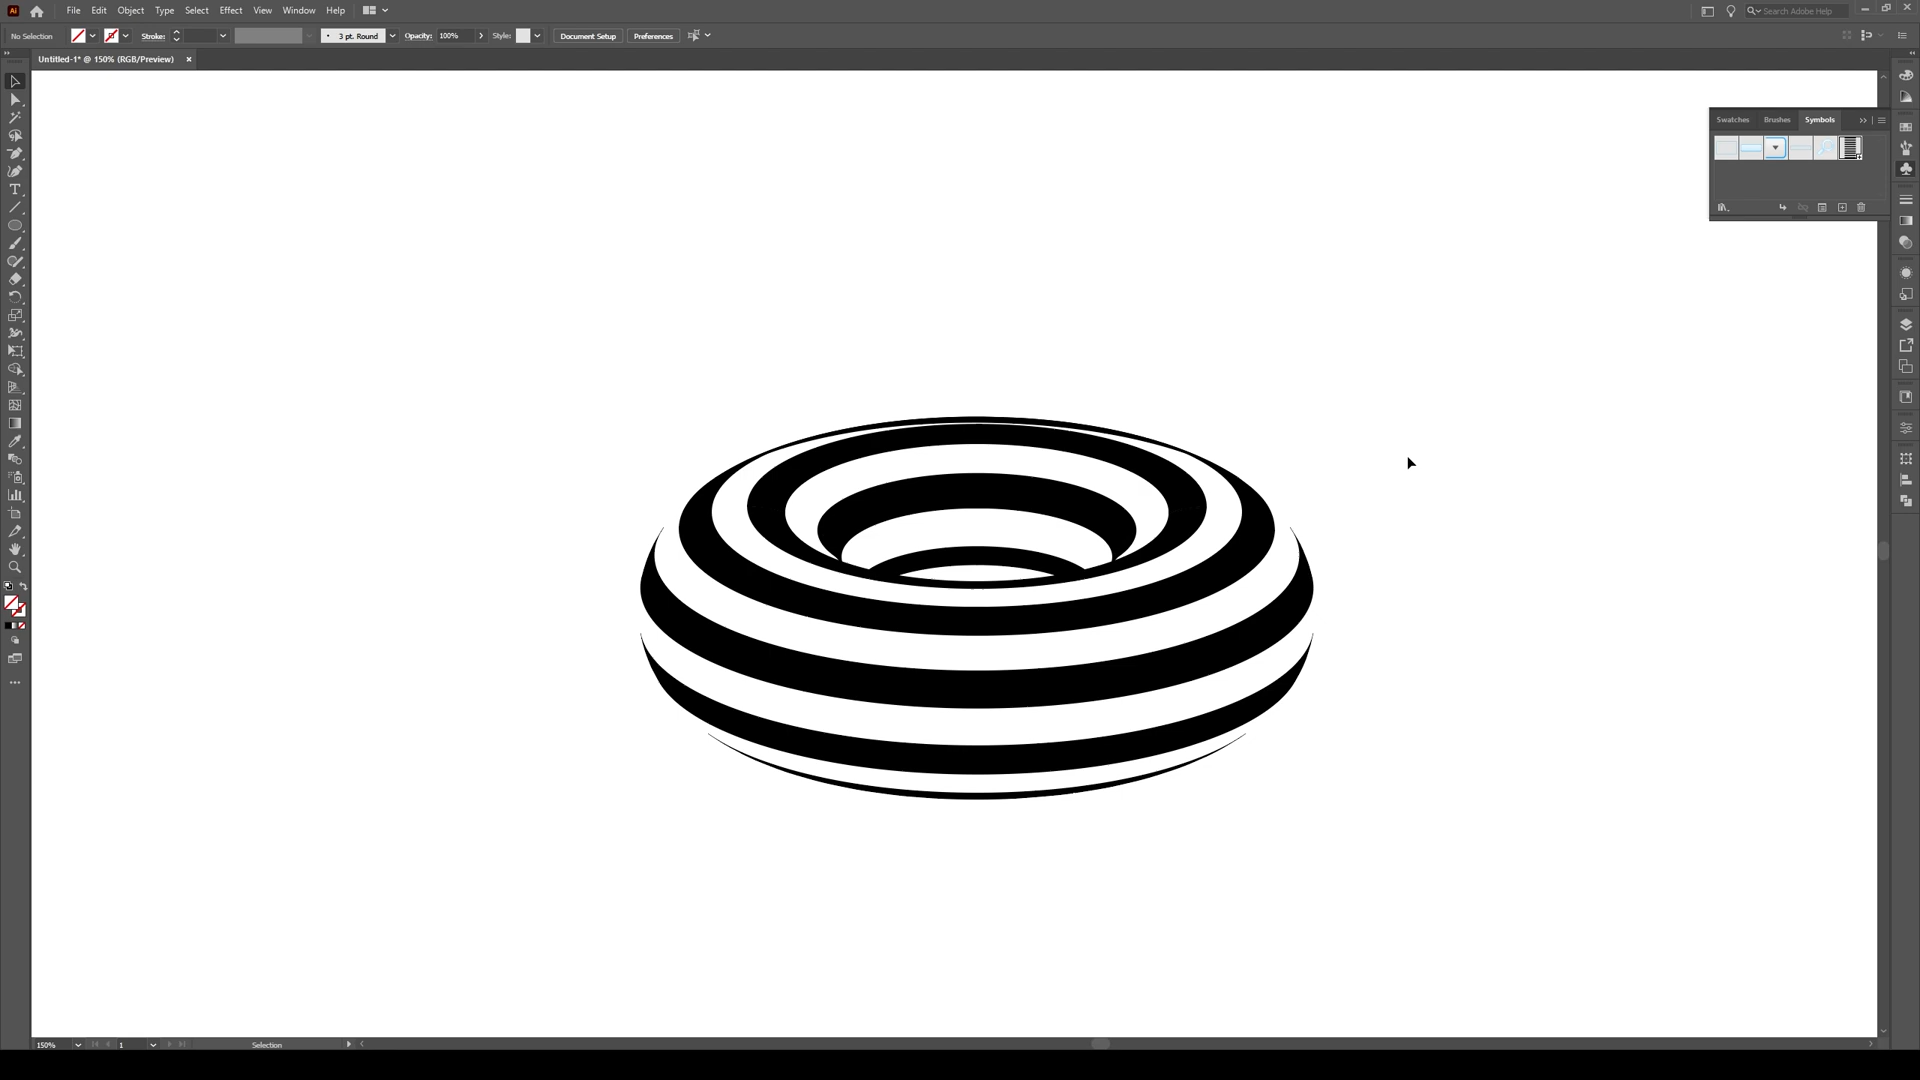 Ai File Edit Object Type Select Effect View Window Help Search Adobe Help
No Selection Stroke: 3 pt. Round Opacity: 100% Style: Document Setup Preferences
Untitled-1* @ 150% (RGB/Preview) ×
Swatches Brushes Symbols
150% 1 Selection